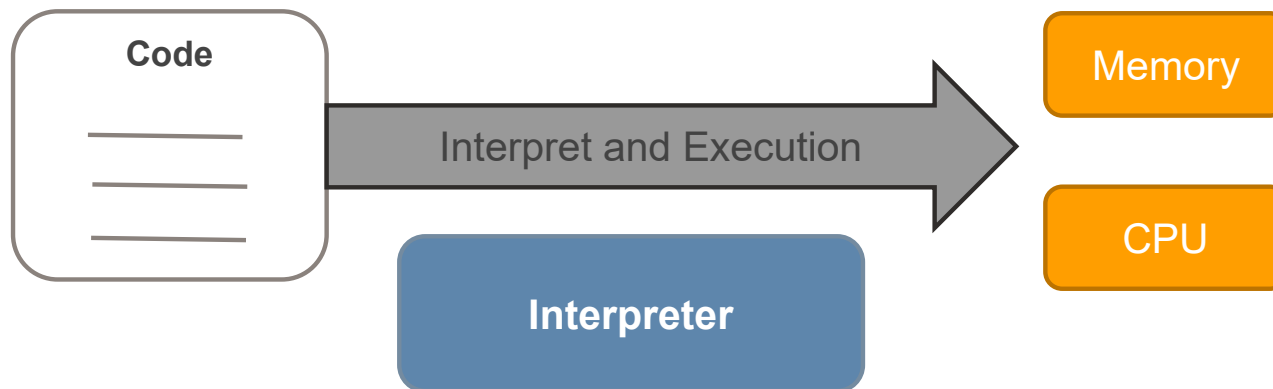 Code
Memory
Interpret and Execution
CPU
Interpreter